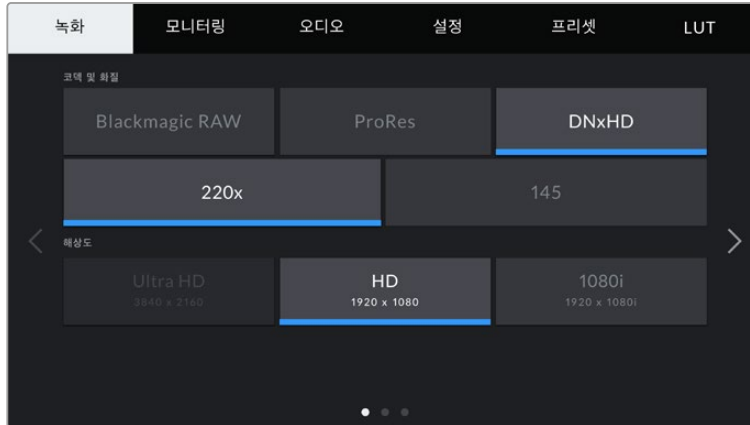 녹화 모니터링 오디오 설정 프리셋 LUT
코덱 및 화질
Blackmagic RAW ProRes DNxHD
220x 145
해상도
Ultra HD HD 1080i
3840 x 2160 1920 x 1080 1920 x 1080i